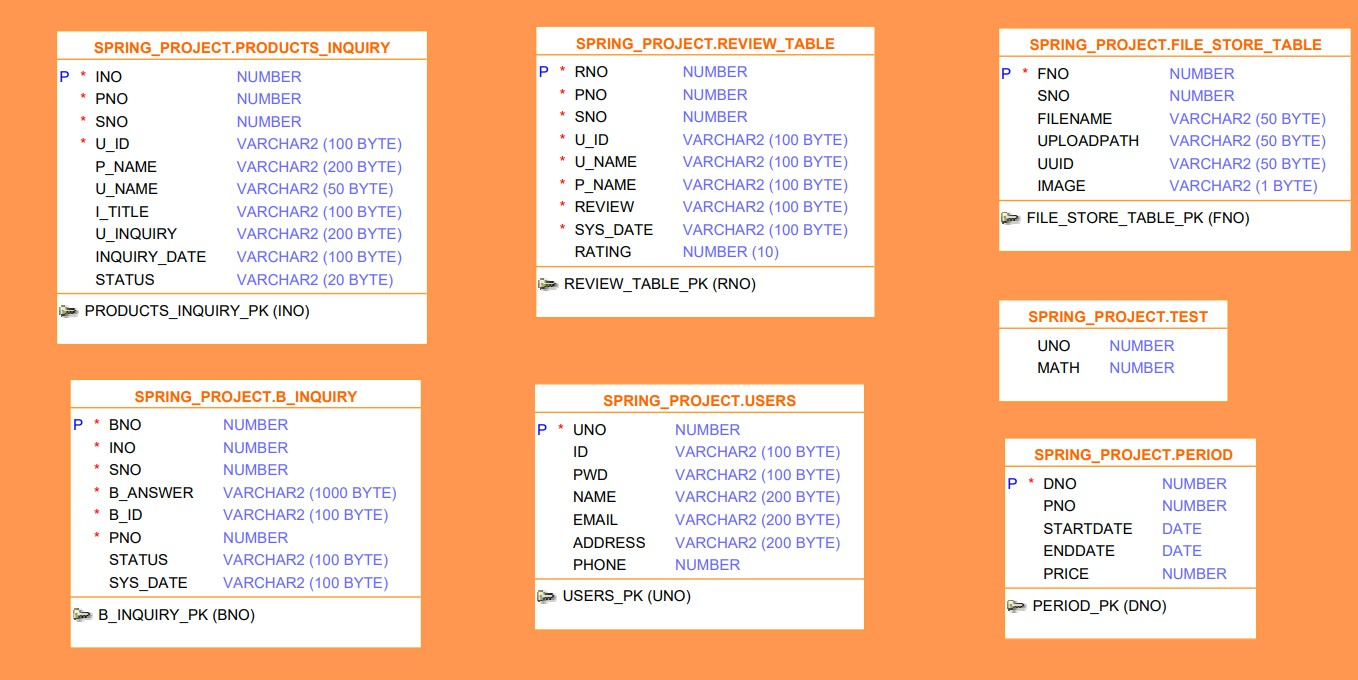 SPRING_PROJECT.PRODUCTS_INQUIRY
P * INO NUMBER
* PNO NUMBER
* SNO NUMBER
* U_ID VARCHAR2 (100 BYTE)
P_NAME VARCHAR2 (200 BYTE)
U_NAME VARCHAR2 (50 BYTE)
I_TITLE VARCHAR2 (100 BYTE)
U_INQUIRY VARCHAR2 (200 BYTE)
INQUIRY_DATE VARCHAR2 (100 BYTE)
STATUS VARCHAR2 (20 BYTE)
PRODUCTS_INQUIRY_PK (INO)
SPRING_PROJECT.REVIEW_TABLE
P * RNO NUMBER
* PNO NUMBER
* SNO NUMBER
* U_ID VARCHAR2 (100 BYTE)
* U_NAME VARCHAR2 (100 BYTE)
* P_NAME VARCHAR2 (100 BYTE)
* REVIEW VARCHAR2 (100 BYTE)
* SYS_DATE VARCHAR2 (100 BYTE)
RATING NUMBER (10)
REVIEW_TABLE_PK (RNO)
SPRING_PROJECT.FILE_STORE_TABLE
P * FNO NUMBER
SNO NUMBER
FILENAME VARCHAR2 (50 BYTE)
UPLOADPATH VARCHAR2 (50 BYTE)
UUID VARCHAR2 (50 BYTE)
IMAGE VARCHAR2 (1 BYTE)
FILE_STORE_TABLE_PK (FNO)
SPRING_PROJECT.TEST
UNO NUMBER
MATH NUMBER
SPRING_PROJECT.B_INQUIRY
P * BNO NUMBER
* INO NUMBER
* SNO NUMBER
* B_ANSWER VARCHAR2 (1000 BYTE)
* B_ID VARCHAR2 (100 BYTE)
* PNO NUMBER
STATUS VARCHAR2 (100 BYTE)
SYS_DATE VARCHAR2 (100 BYTE)
B_INQUIRY_PK (BNO)
SPRING_PROJECT.USERS
P * UNO NUMBER
ID VARCHAR2 (100 BYTE)
PWD VARCHAR2 (100 BYTE)
NAME VARCHAR2 (200 BYTE)
EMAIL VARCHAR2 (200 BYTE)
ADDRESS VARCHAR2 (200 BYTE)
PHONE NUMBER
USERS_PK (UNO)
SPRING_PROJECT.PERIOD
P * DNO NUMBER
PNO NUMBER
STARTDATE DATE
ENDDATE DATE
PRICE NUMBER
PERIOD_PK (DNO)